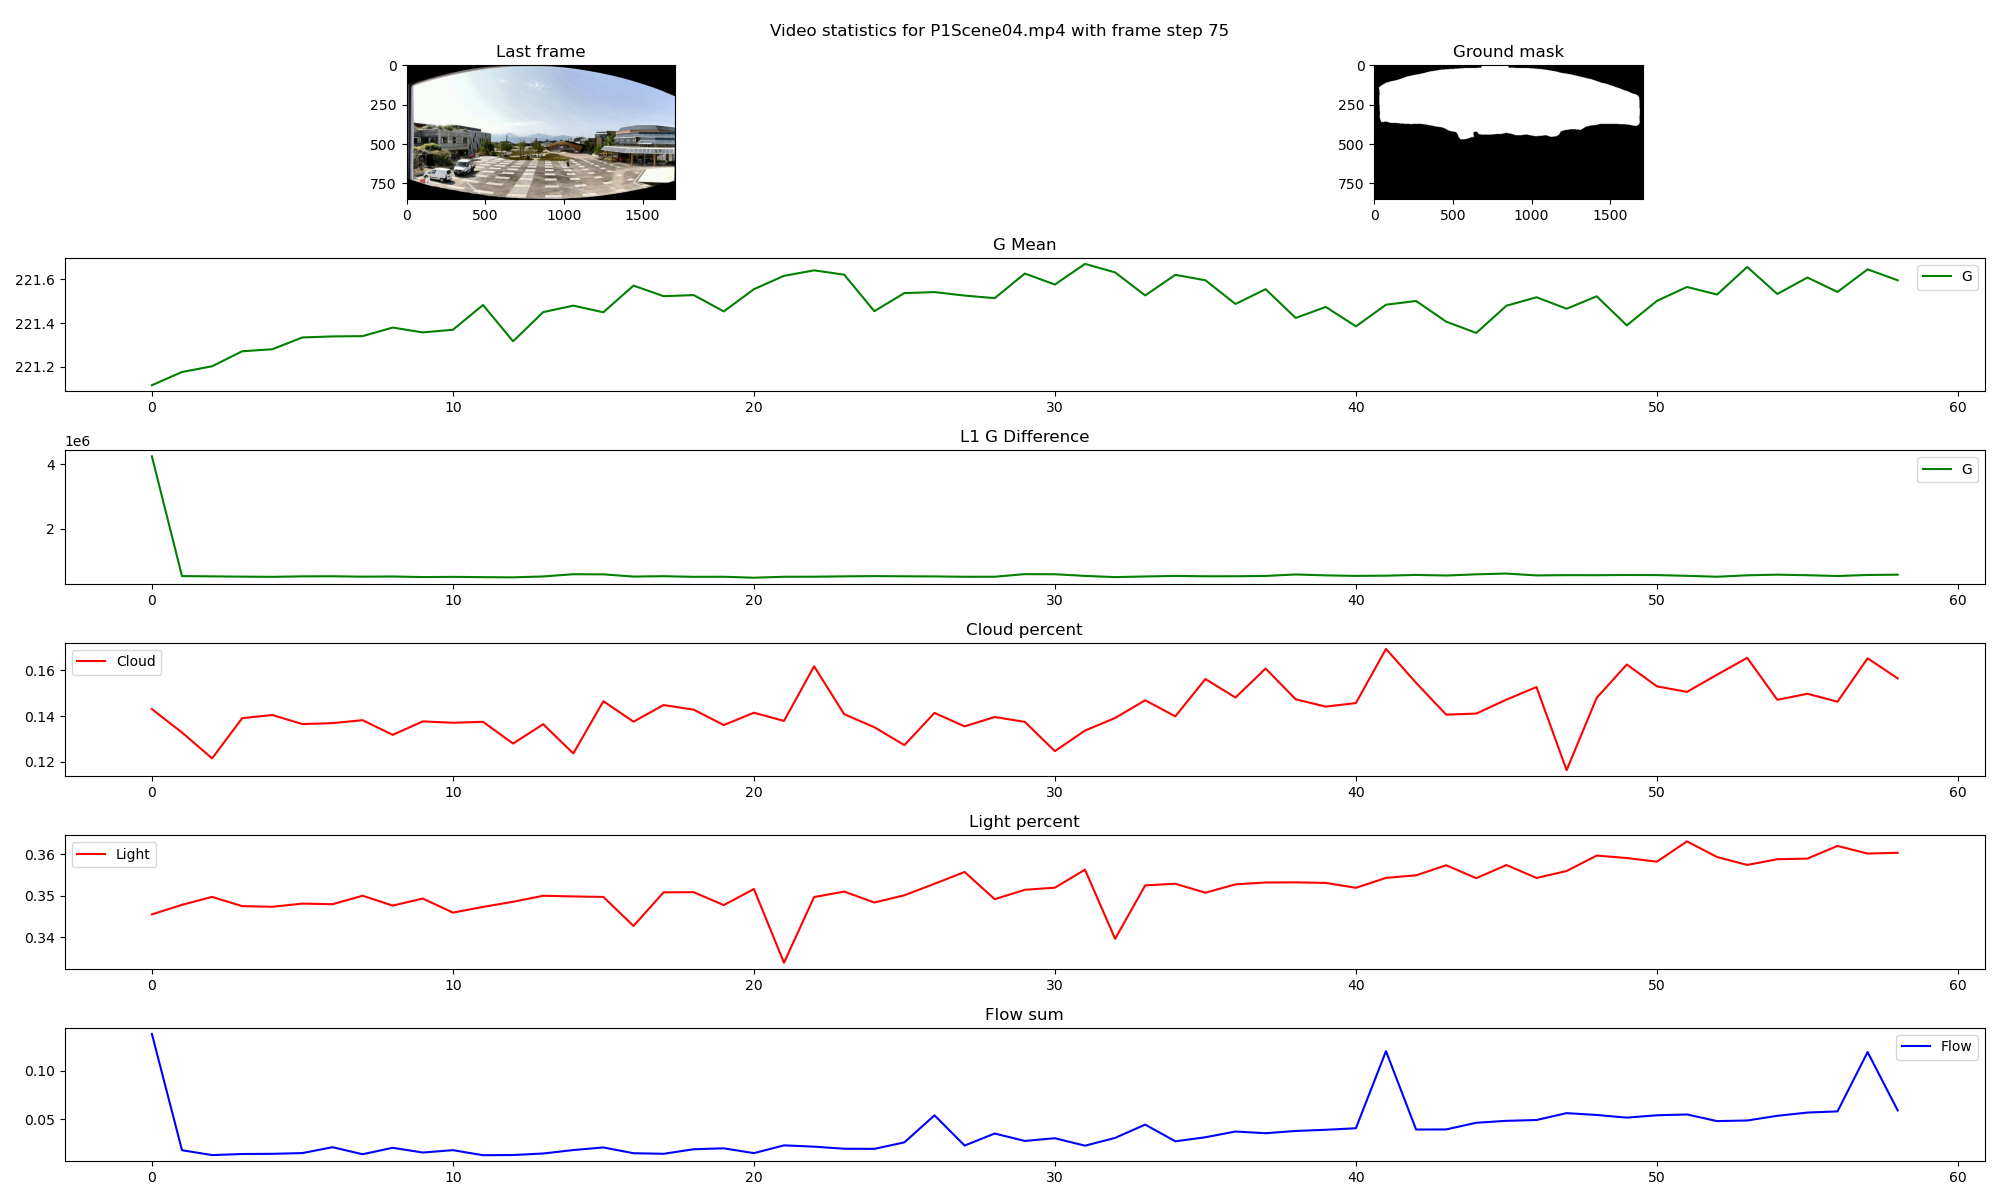 Video statistics for P1Scene04.mp4 with frame step 75
Last frame
0
250
500
750
0 500 1000 1500
Ground mask
0
250
500
750
0 500 1000 1500
G Mean
G
221.6
221.4
221.2
0 10 20 30 40 50 60
L1 G Difference
1e6
G
4
2
0 10 20 30 40 50 60
Cloud percent
Cloud
0.16
0.14
0.12
0 10 20 30 40 50 60
Light percent
Light
0.36
0.35
0.34
0 10 20 30 40 50 60
Flow sum
Flow
0.10
0.05
0 10 20 30 40 50 60